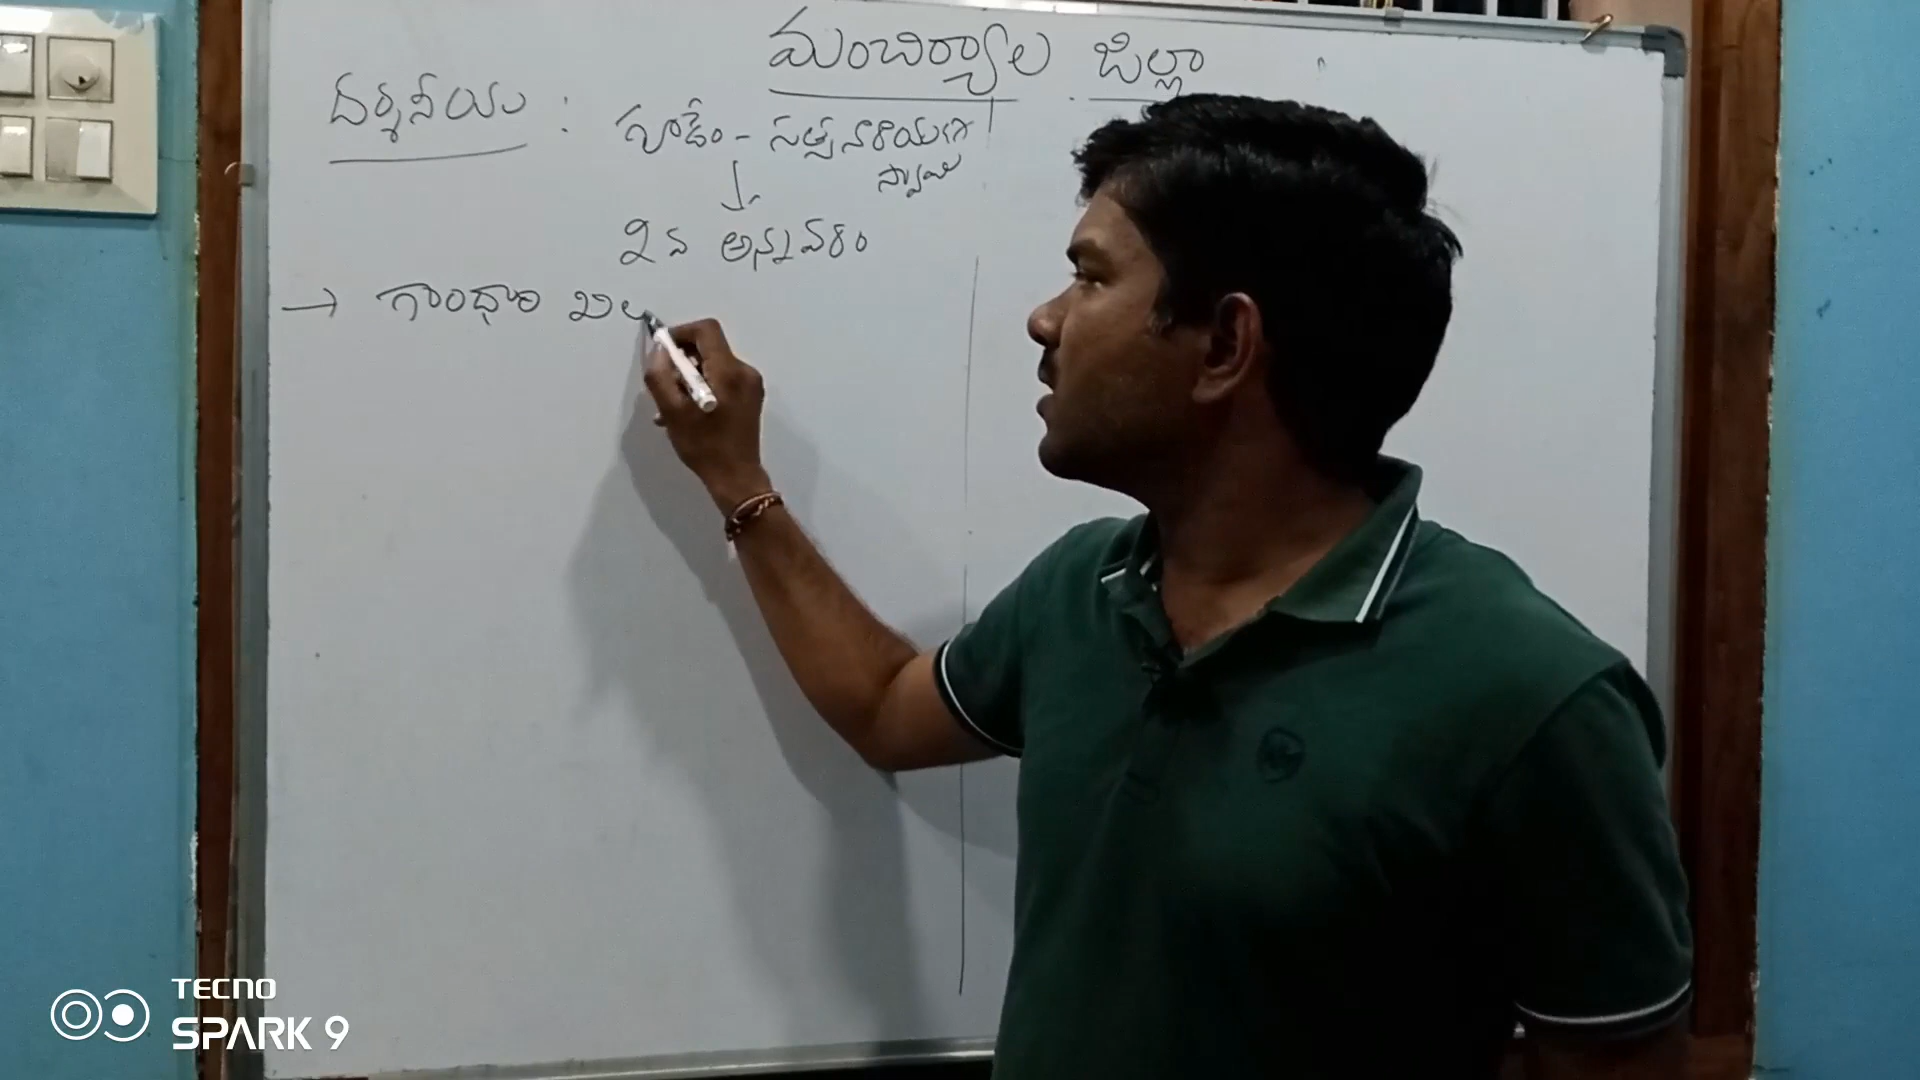 మంచిర్యాల జిల్లా
దర్శనీయం : గూడెం - సత్యనారాయణ
స్వామి
↓
2వ అన్నవరం
→ గాంధారి ఖిల
TECNO
SPARK 9